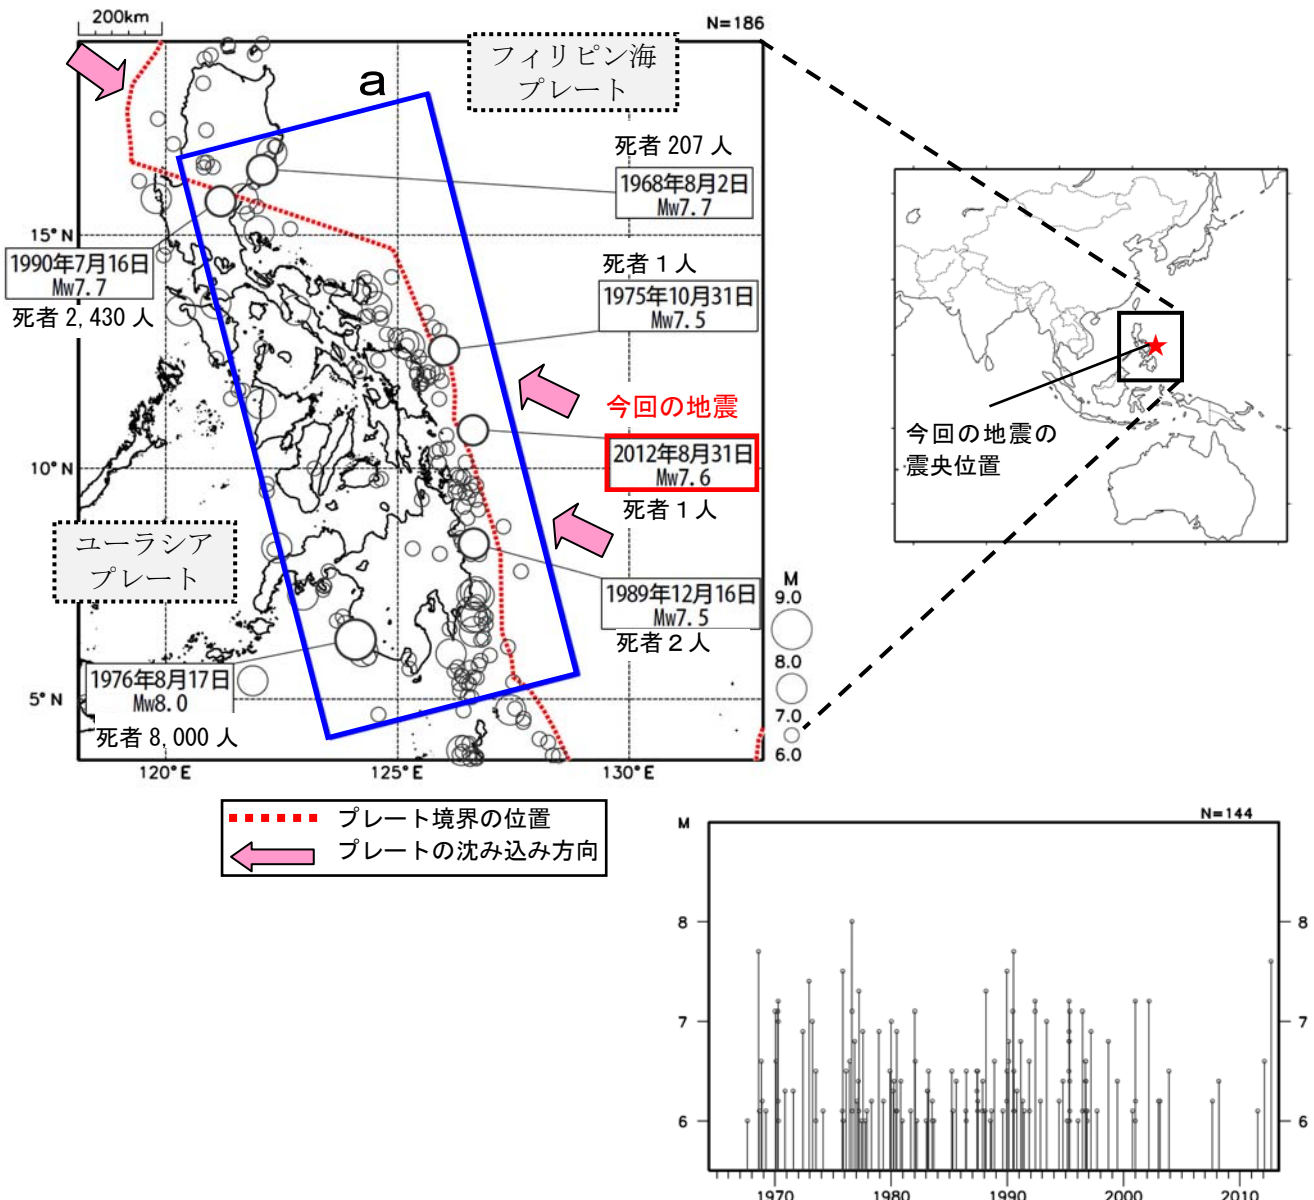 200km
N=186
フィリピン海
プレート
a
死者 207 人
1968年8月2日
Mw7.7
15°N
1990年7月16日
Mw7.7
死者 2,430 人
死者 1 人
1975年10月31日
Mw7.5
今回の地震
2012年8月31日
Mw7.6
死者 1 人
10°N
ユーラシア
プレート
1989年12月16日
Mw7.5
死者 2 人
1976年8月17日
Mw8.0
死者 8,000 人
5°N
120°E
125°E
130°E
M
9.0
8.0
7.0
6.0
今回の地震の
震央位置
プレート境界の位置
プレートの沈み込み方向
M
N=144
8
8
7
7
6
6
1970
1980
1990
2000
2010